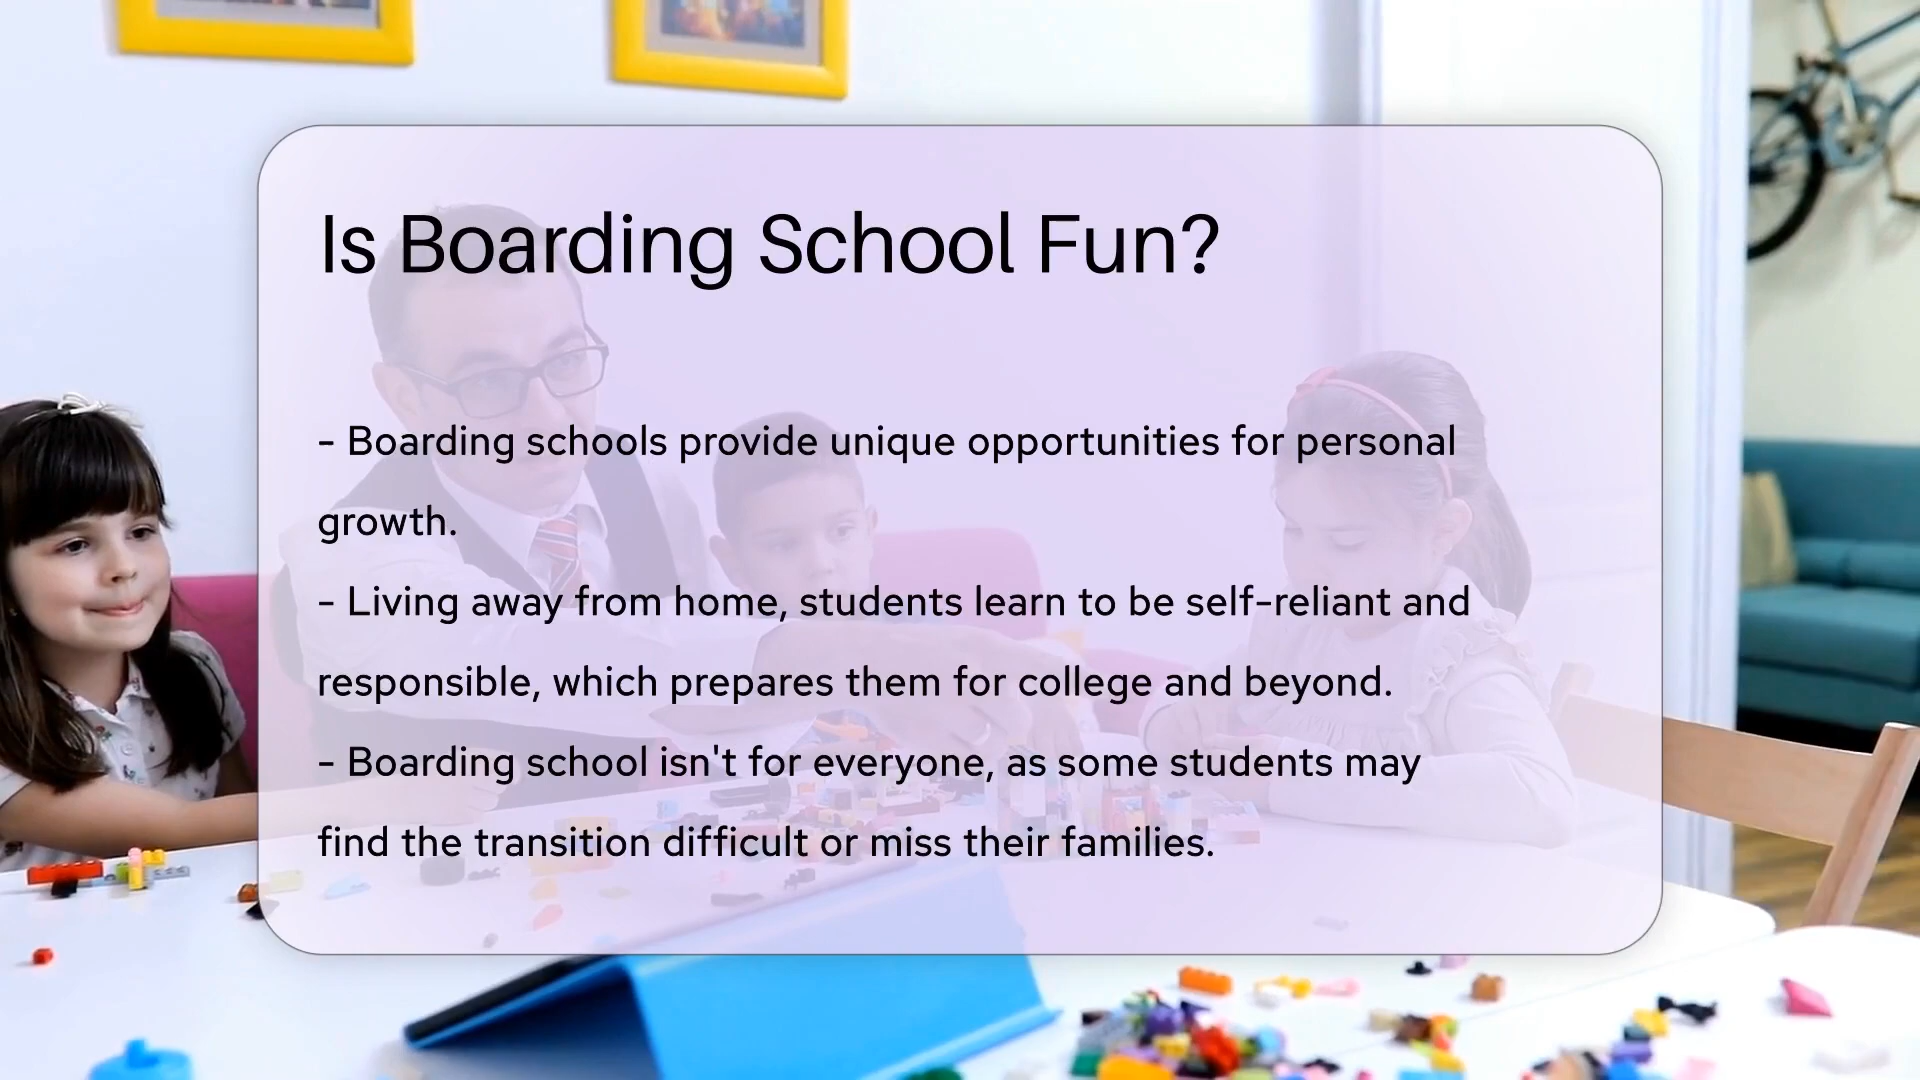 Is Boarding School Fun?
- Boarding schools provide unique opportunities for personal
growth.
- Living away from home, students learn to be self-reliant and
responsible, which prepares them for college and beyond.
- Boarding school isn't for everyone, as some students may
find the transition difficult or miss their families.